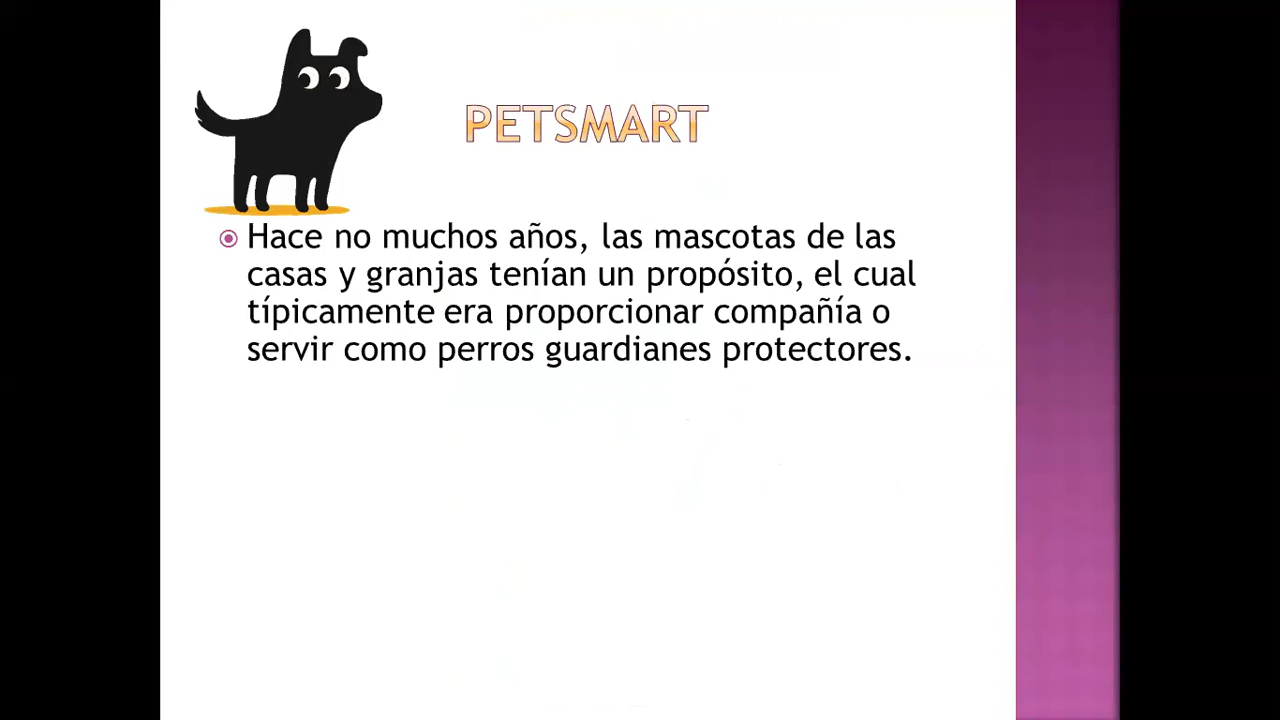 PETSMART
Hace no muchos años, las mascotas de las
casas y granjas tenían un propósito, el cual
típicamente era proporcionar compañía o
servir como perros guardianes protectores.